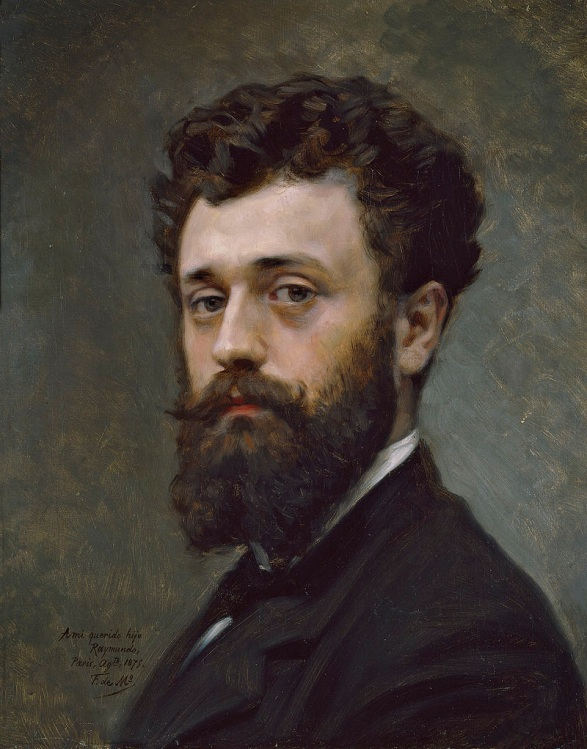 A mi querido hijo
Raymundo,
Paris, Agto. 1875.
F. de Mo.